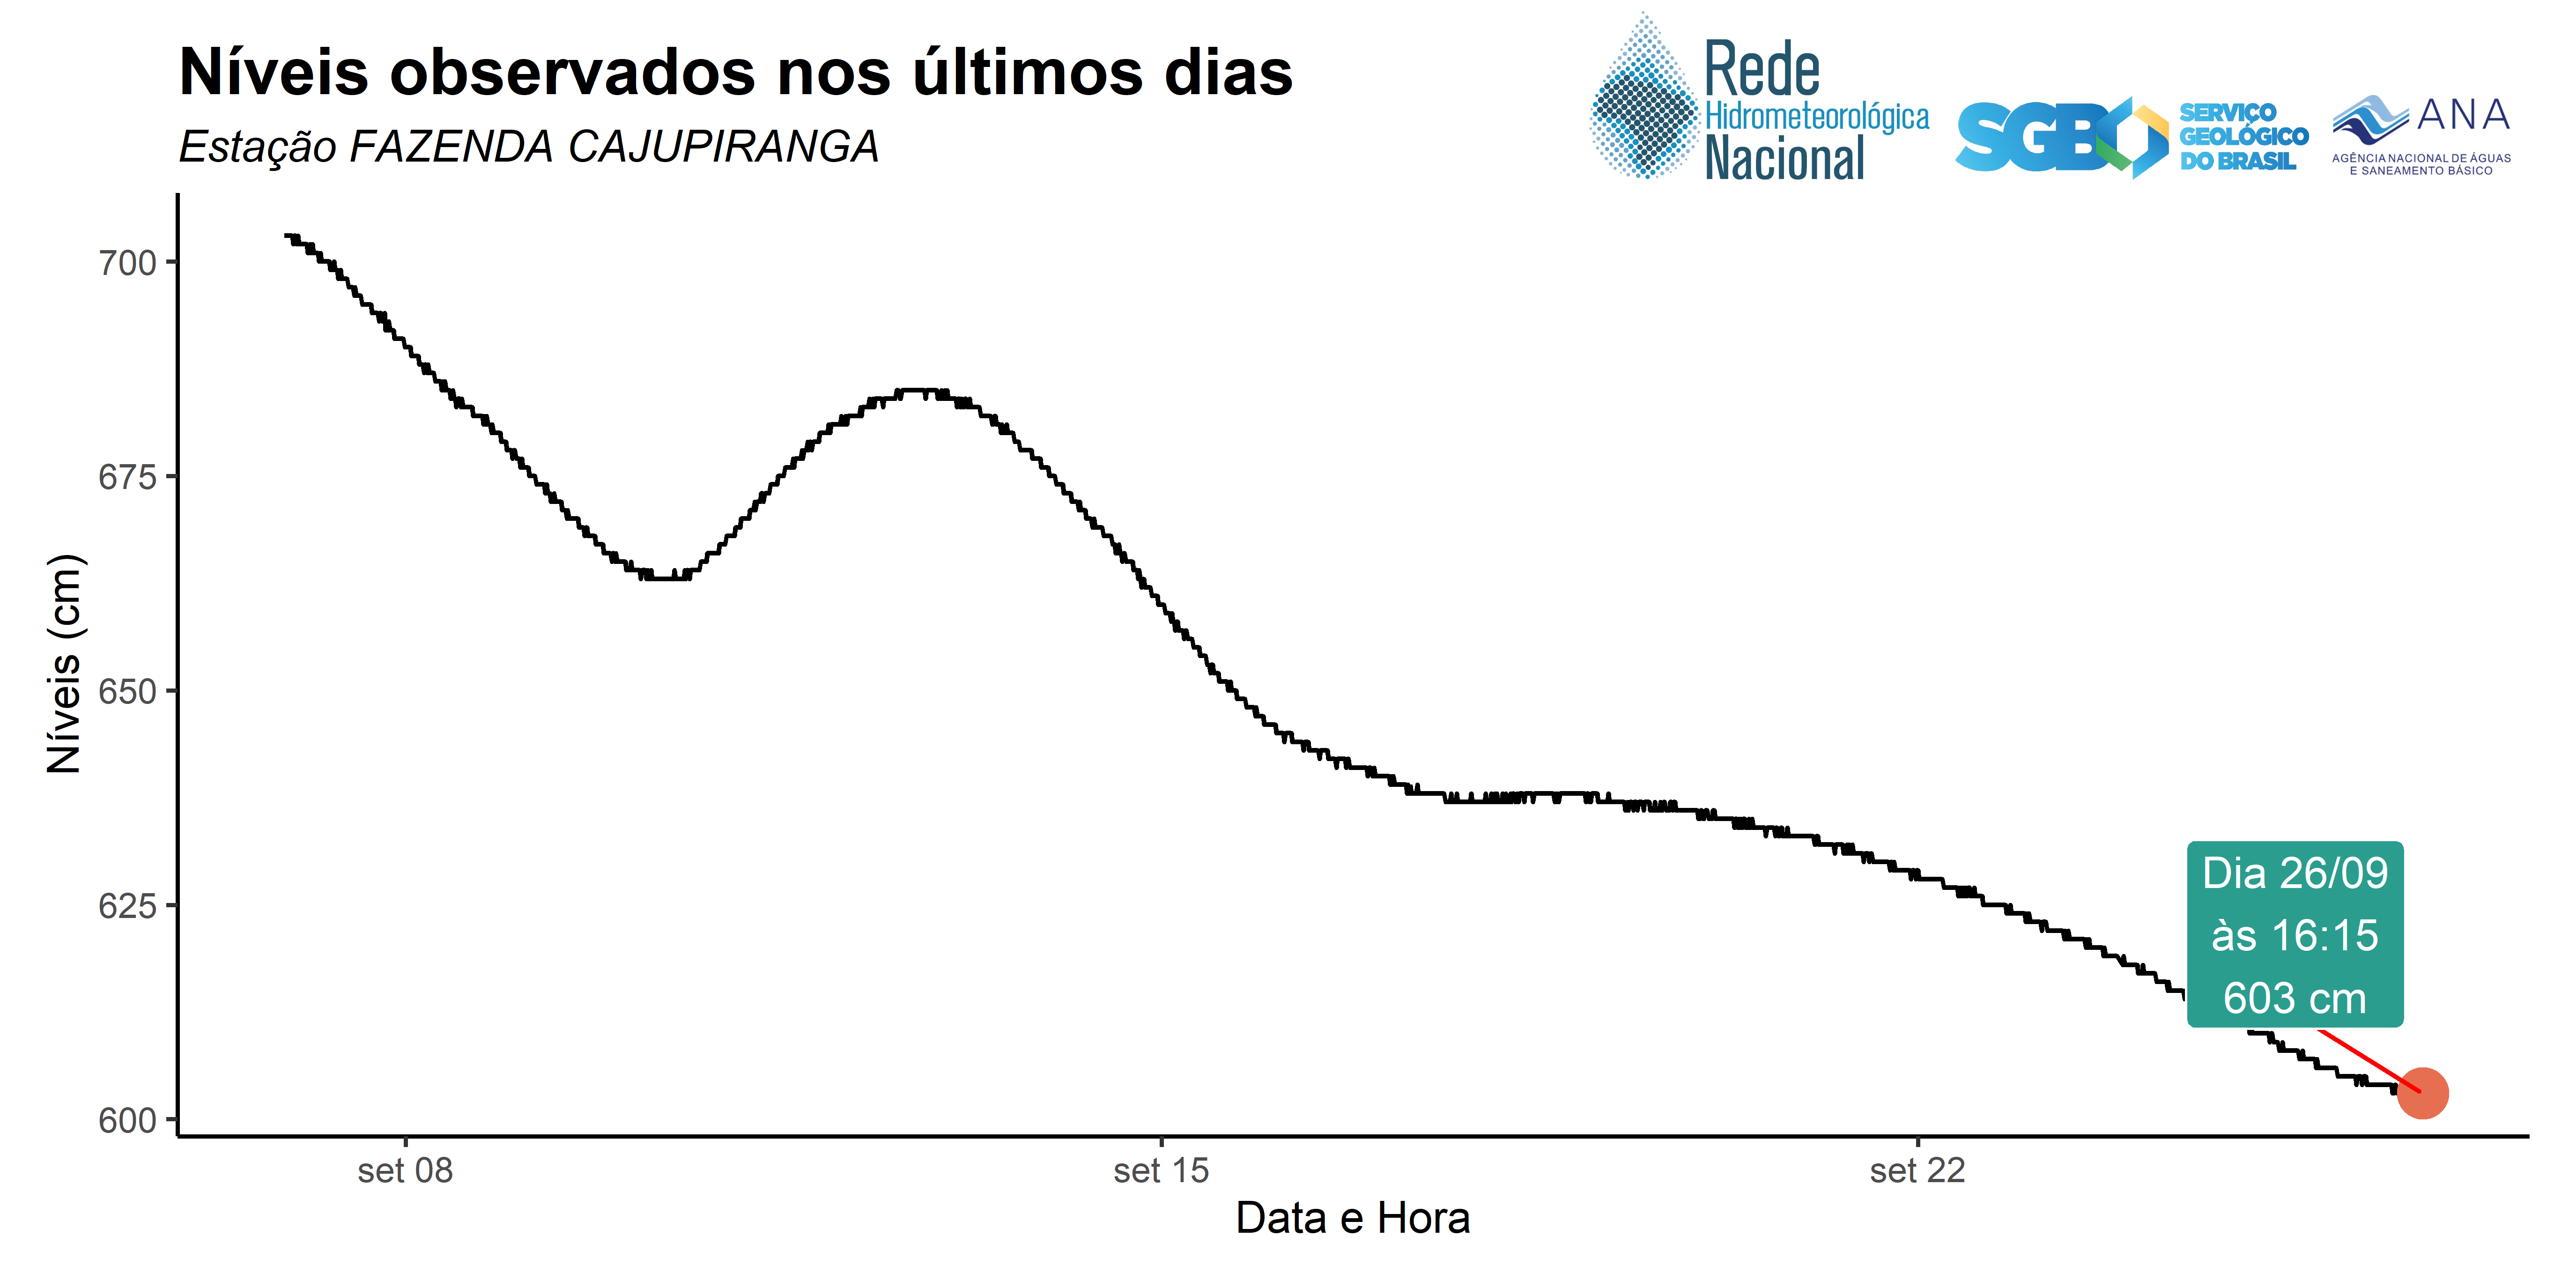 Níveis observados nos últimos dias
Estação FAZENDA CAJUPIRANGA
Rede
Hidrometeorológica
Nacional
SGB
SERVIÇO
GEOLÓGICO
DO BRASIL
ANA
AGÊNCIA NACIONAL DE ÁGUAS
E SANEAMENTO BÁSICO
Níveis (cm)
700
675
650
625
600
Dia 26/09
às 16:15
603 cm
set 08
set 15
set 22
Data e Hora